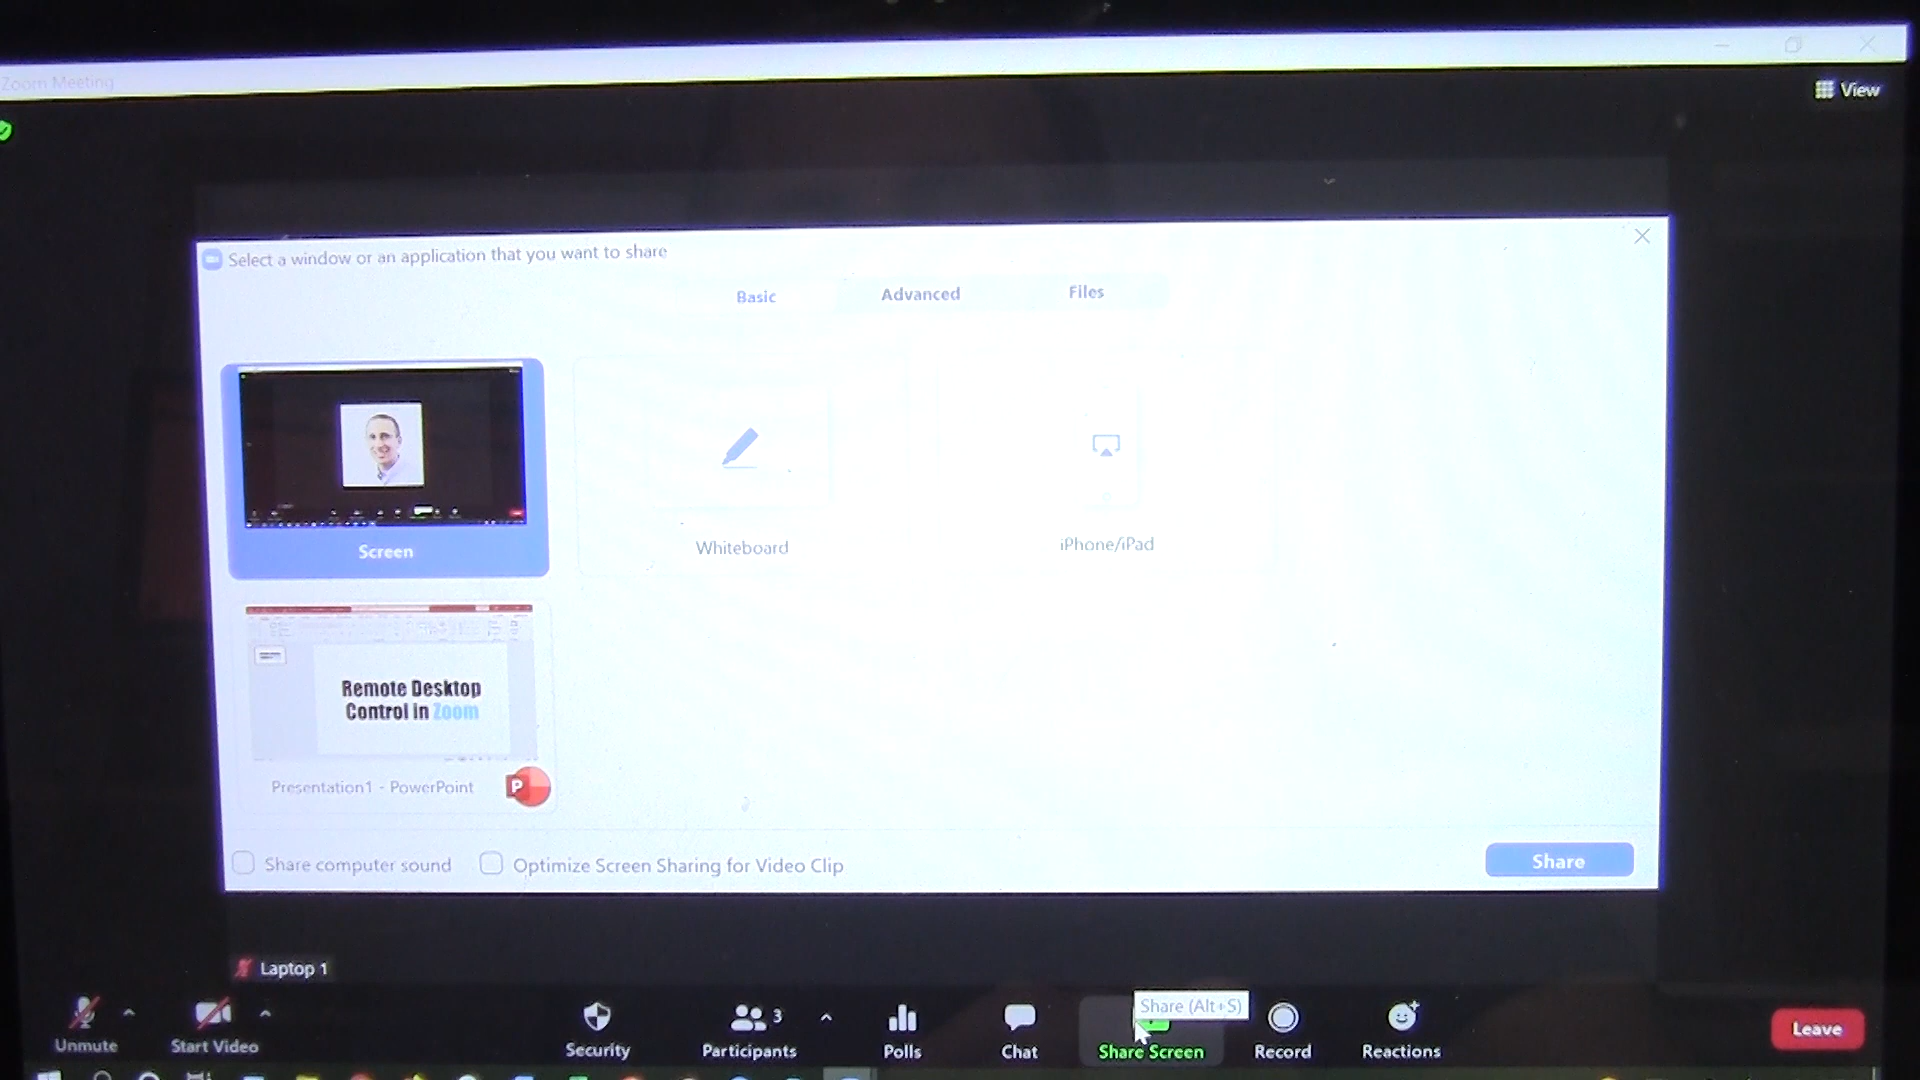 Zoom Meeting
View
Select a window or an application that you want to share
Basic
Advanced
Files
Screen
Whiteboard
iPhone/iPad
Remote Desktop
Control in Zoom
Presentation1 - PowerPoint
P
Share computer sound
Optimize Screen Sharing for Video Clip
Share
Laptop 1
Share (Alt+S)
3
Unmute
Start Video
Security
Participants
Polls
Chat
Share Screen
Record
Reactions
Leave